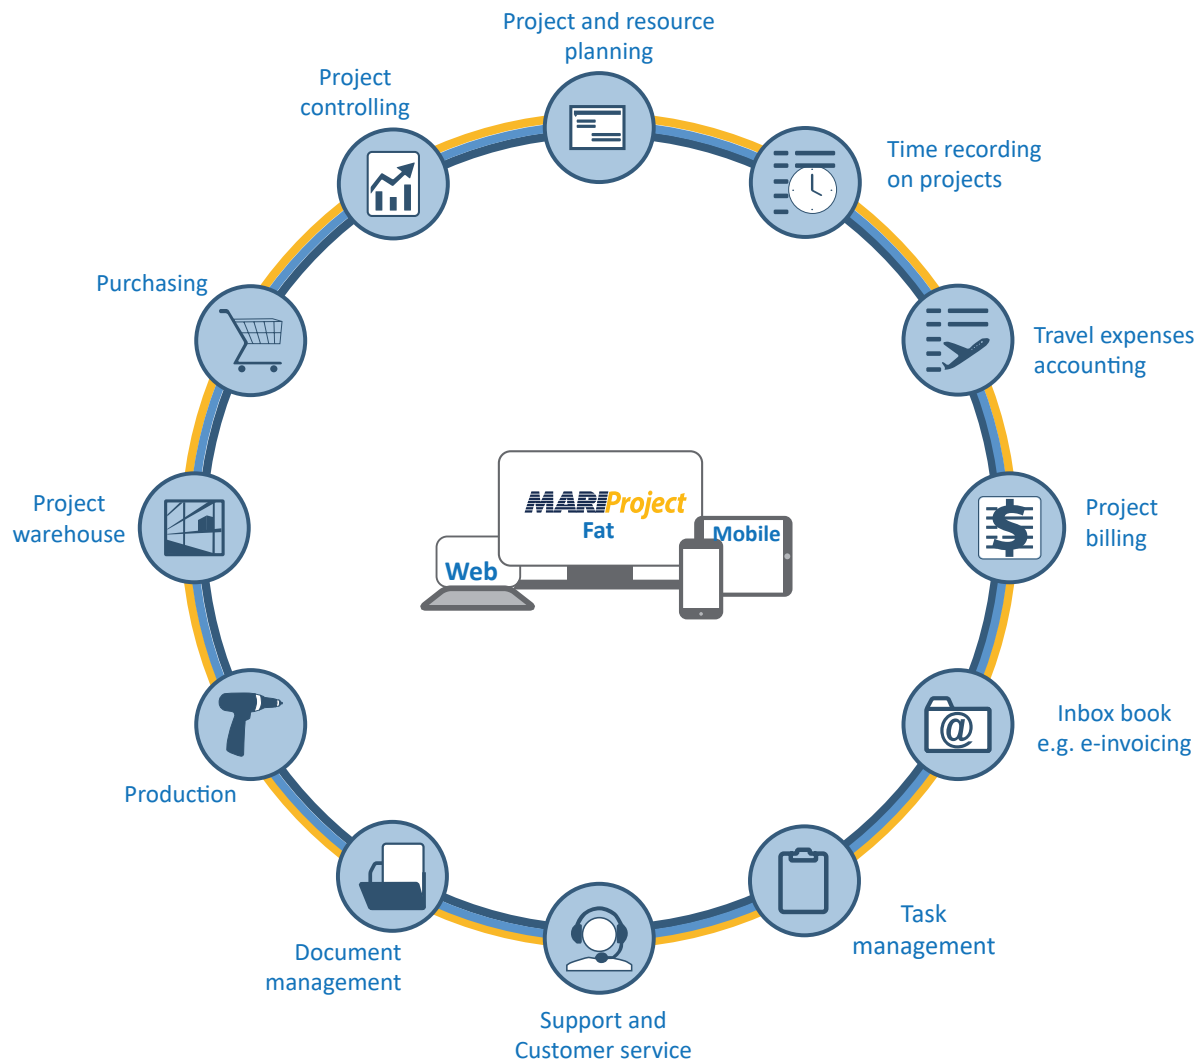 Project and resource
planning
Project
controlling
Time recording
on projects
Purchasing
Travel expenses
accounting
MARIProject
Fat
Mobile
Web
Project
warehouse
Project
billing
$
Inbox book
e.g. e-invoicing
@
Production
Task
management
Document
management
Support and
Customer service